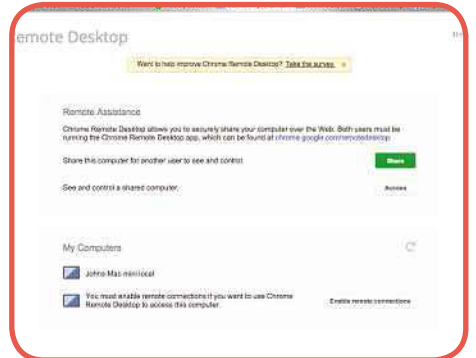 emote Desktop
Want to help improve Chrome Remote Desktop? Take the survey. x
Remote Assistance
Chrome Remote Desktop allows you to securely share your computer over the Web. Both users must be
running the Chrome Remote Desktop app, which can be found at chrome.google.com/remotedesktop.
Share this computer for another user to see and control.
Share
See and control a shared computer.
Access
My Computers
Johns-Mac-mini.local
You must enable remote connections if you want to use Chrome
Remote Desktop to access this computer.
Enable remote connections